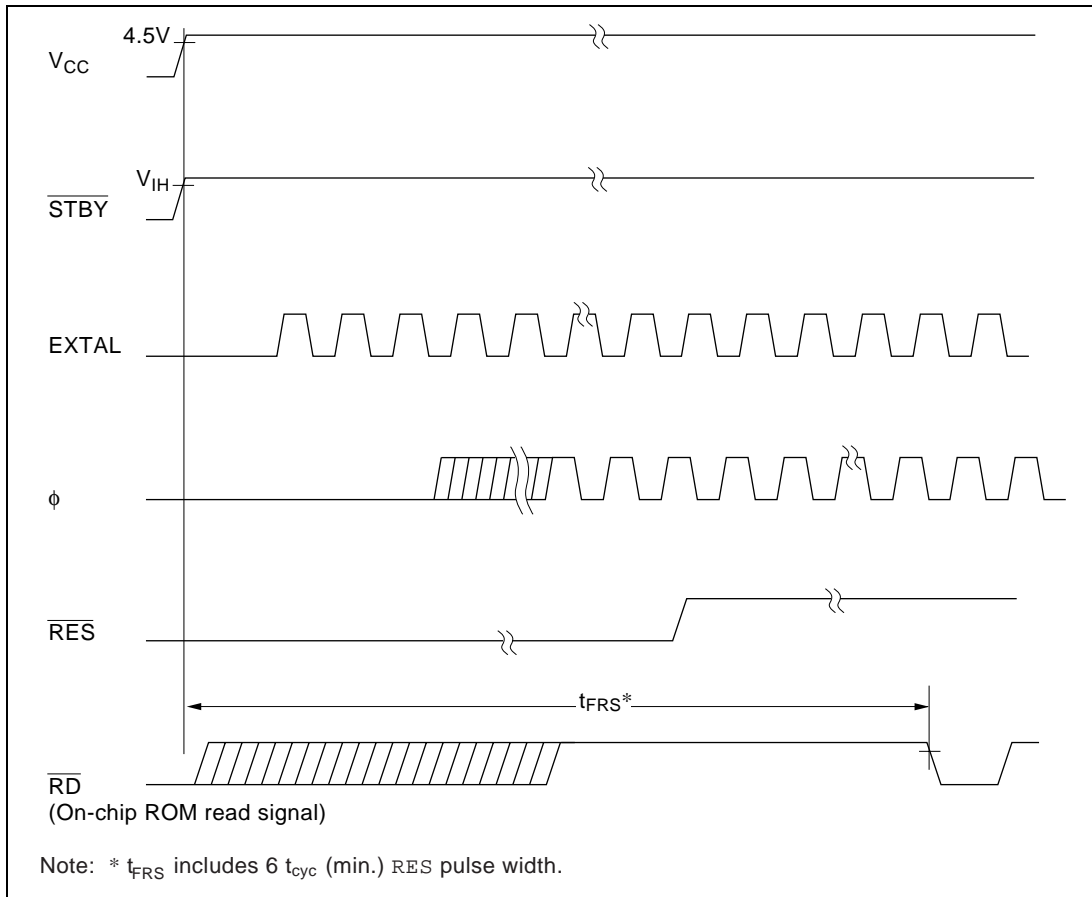 4.5V
VCC
VIH
STBY
EXTAL
ϕ
RES
tFRS*
RD
(On-chip ROM read signal)
Note: * tFRS includes 6 tcyc (min.) RES pulse width.